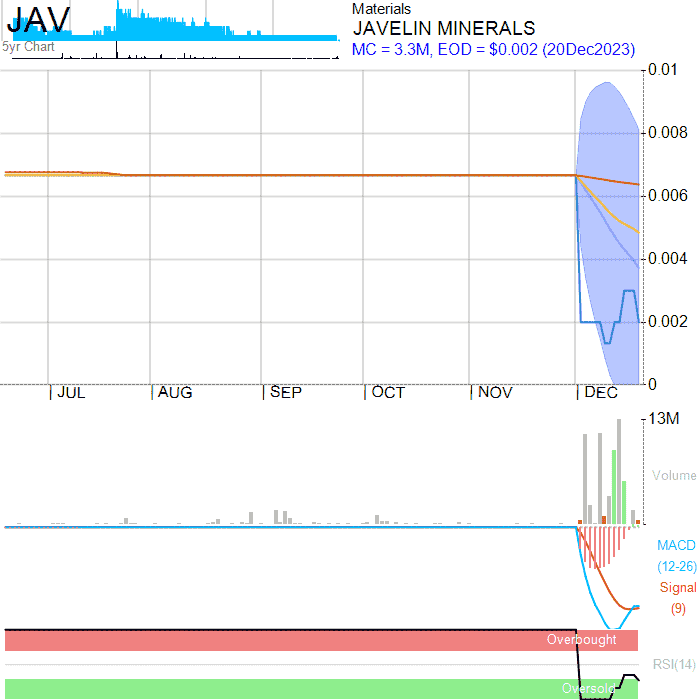 JAV
5yr Chart
Materials
JAVELIN MINERALS
MC = 3.3M, EOD = $0.002 (20Dec2023)
0.01
0.008
0.006
0.004
0.002
0
JUL AUG SEP OCT NOV DEC
13M
Volume
MACD
(12-26)
Signal
(9)
Overbought
RSI(14)
Oversold